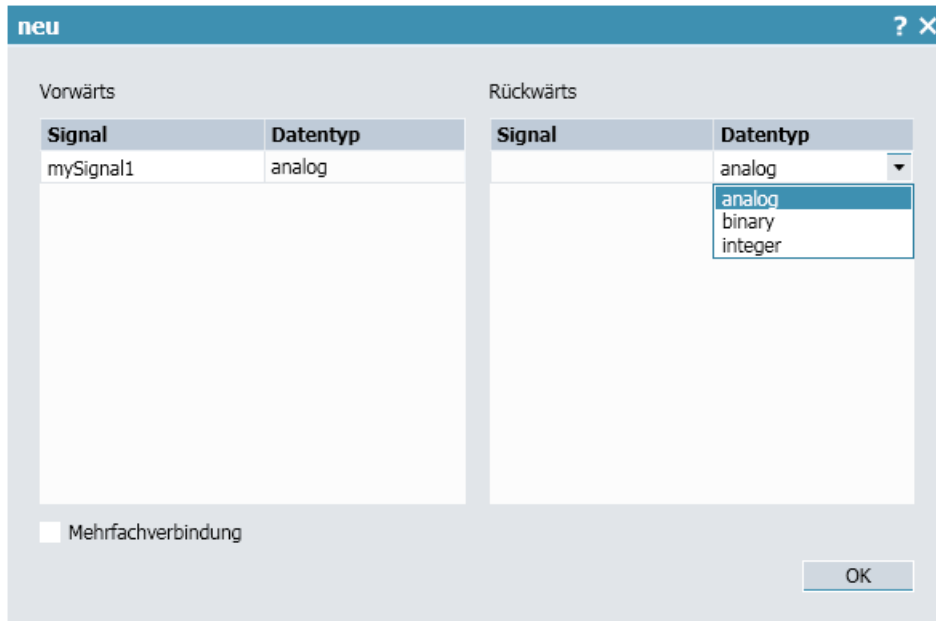 neu ? ×
Vorwärts
Rückwärts
Signal Datentyp
Signal Datentyp
mySignal1 analog
analog
analog
binary
integer
Mehrfachverbindung
OK